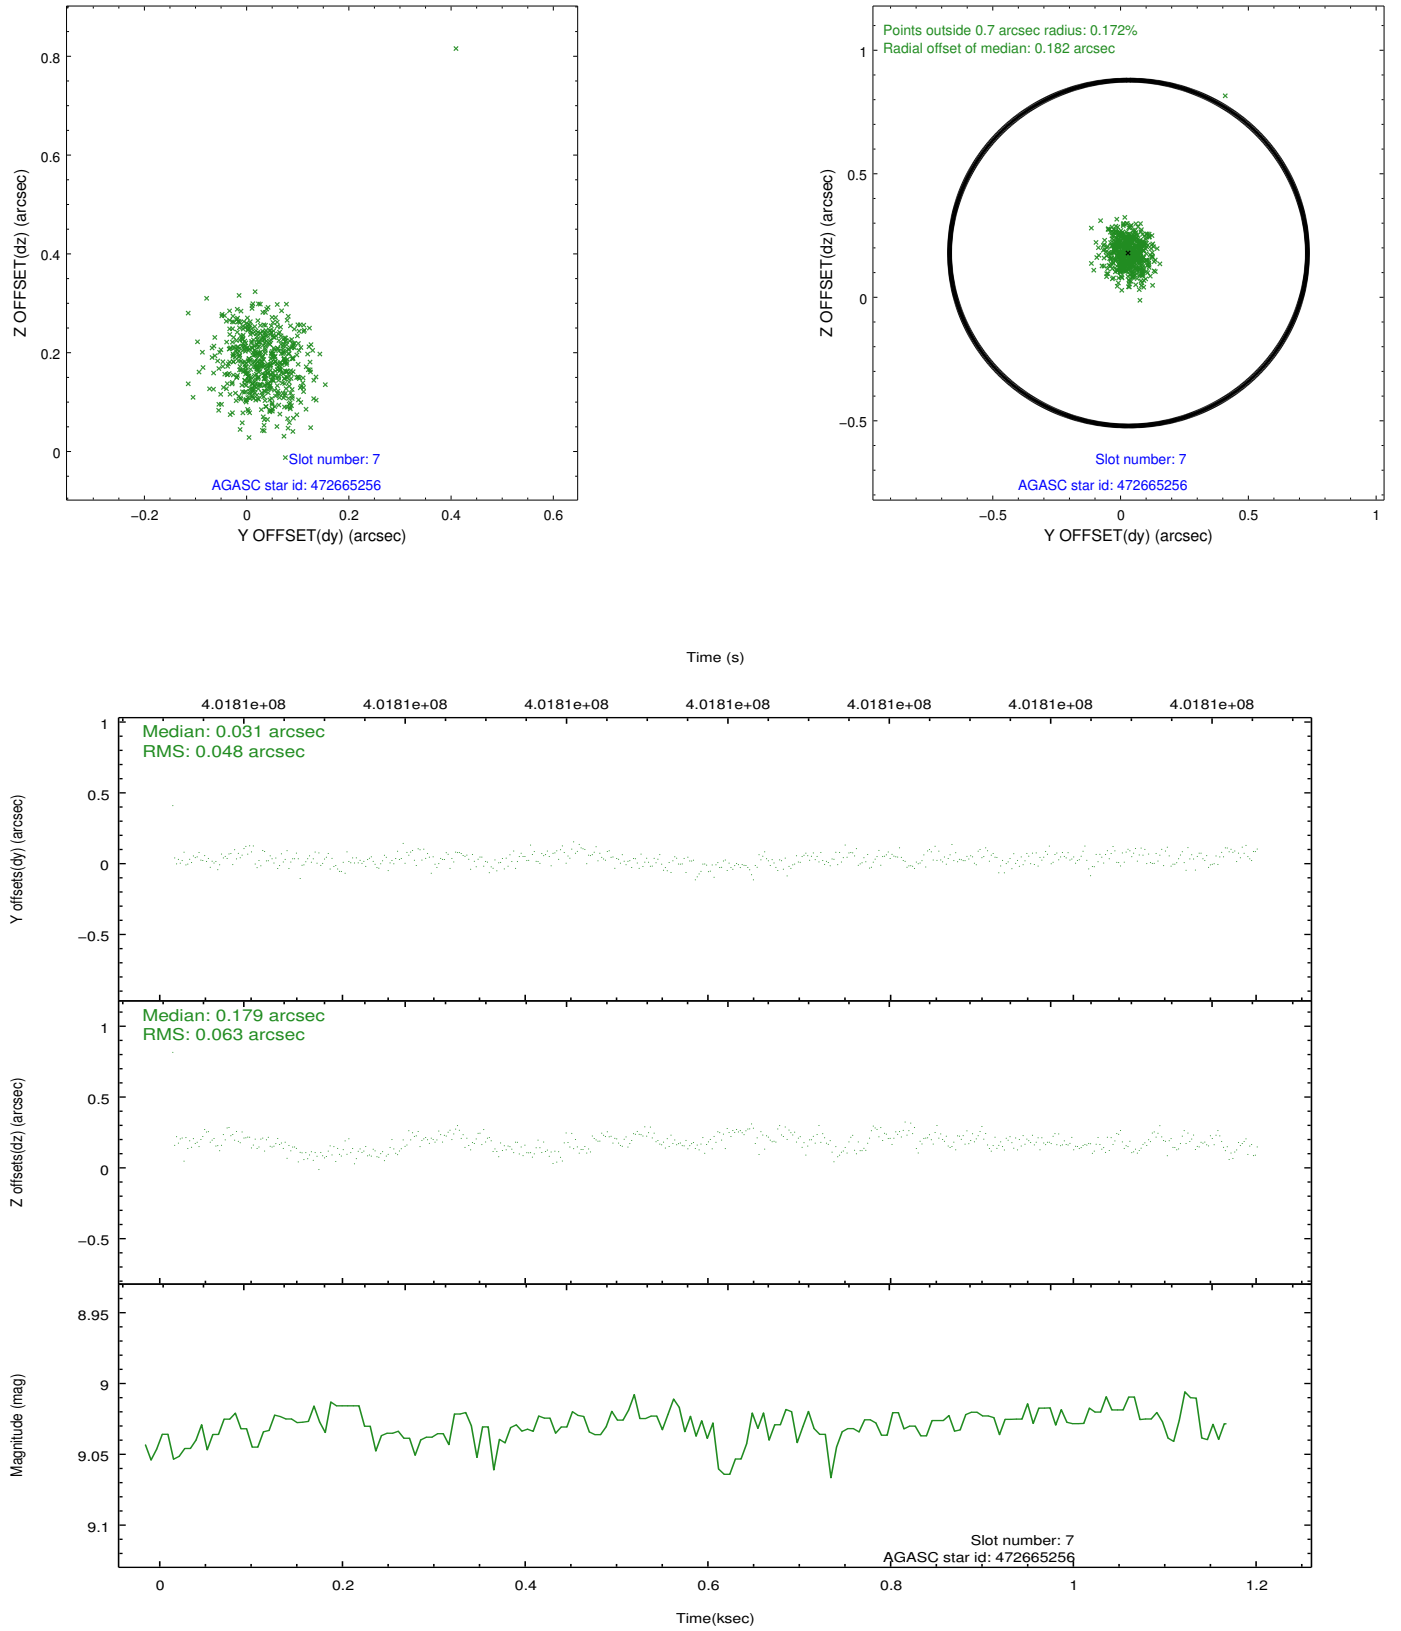 0.8
0.6
0.4
0.2
0
−0.2
0
0.2
0.4
0.6
Z OFFSET(dz) (arcsec)
Y OFFSET(dy) (arcsec)
Slot number: 7
AGASC star id: 472665256
Points outside 0.7 arcsec radius: 0.172%
Radial offset of median: 0.182 arcsec
1
0.5
0
−0.5
−0.5
0
0.5
1
Z OFFSET(dz) (arcsec)
Y OFFSET(dy) (arcsec)
Slot number: 7
AGASC star id: 472665256
Time (s)
4.0181e+08
4.0181e+08
4.0181e+08
4.0181e+08
4.0181e+08
4.0181e+08
4.0181e+08
Median: 0.031 arcsec
RMS: 0.048 arcsec
1
0.5
0
−0.5
Y offsets(dy) (arcsec)
Median: 0.179 arcsec
RMS: 0.063 arcsec
1
0.5
0
−0.5
Z offsets(dz) (arcsec)
8.95
9
9.05
9.1
Magnitude (mag)
Slot number: 7
AGASC star id: 472665256
0
0.2
0.4
0.6
0.8
1
1.2
Time(ksec)